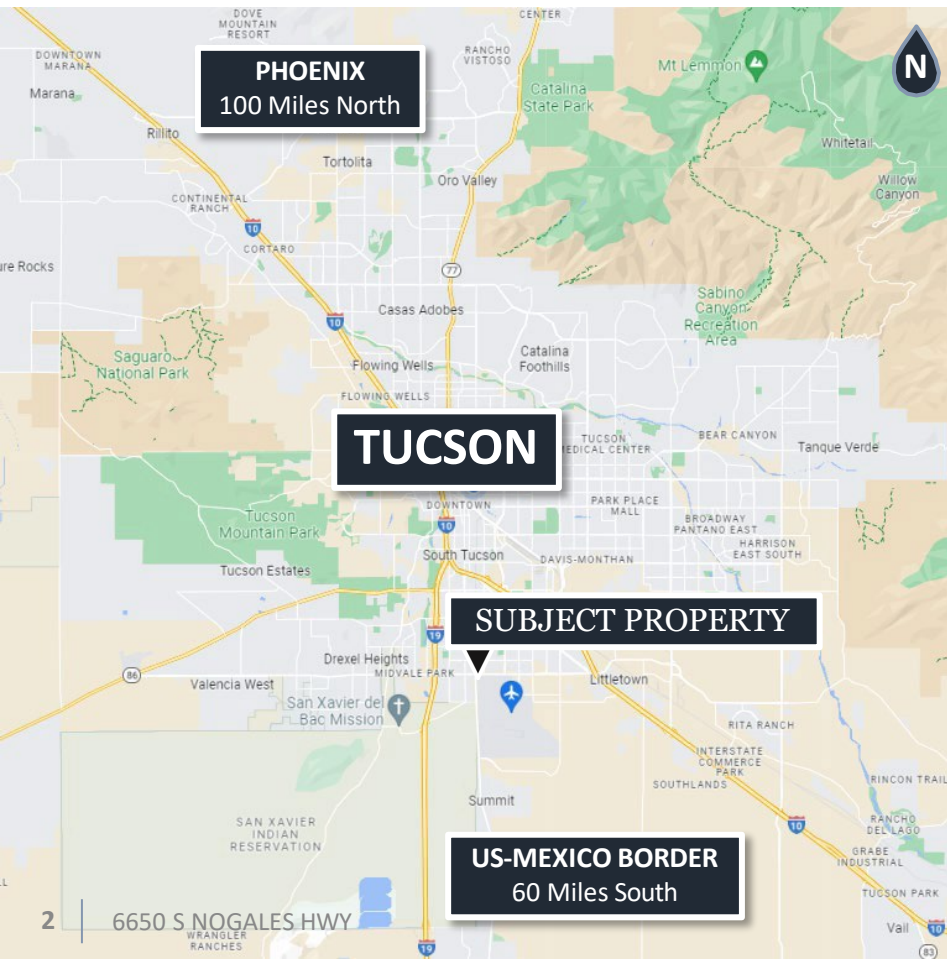 DOVE
MOUNTAIN
RESORT
CENTER
DOWNTOWN
MARANA
PHOENIX
100 Miles North
RANCHO
VISTOSO
Mt Lemmon
N
Marana
Catalina
State Park
Rillito
Whitetail
Tortolita
Oro Valley
Willow
Canyon
CONTINENTAL
RANCH
10
CORTARO
ure Rocks
77
Sabino
Canyon
Recreation
Area
Casas Adobes
10
Saguaro
National Park
Flowing Wells
Catalina
Foothills
FLOWING WELLS
TUCSON
TUCSON
MEDICAL CENTER
BEAR CANYON
Tanque Verde
DOWNTOWN
PARK PLACE
MALL
Tucson
Mountain Park
10
BROADWAY
PANTANO EAST
HARRISON
EAST SOUTH
South Tucson
DAVIS-MONTHAN
Tucson Estates
SUBJECT PROPERTY
19
Drexel Heights
MIDVALE PARK
86
Valencia West
Littletown
San Xavier del
Bac Mission
RITA RANCH
INTERSTATE
COMMERCE
PARK
SOUTHLANDS
RINCON TRAIL
Summit
SAN XAVIER
INDIAN
RESERVATION
10
RANCHO
DEL LAGO
US-MEXICO BORDER
60 Miles South
GRABE
INDUSTRIAL
TUCSON PARK
2
6650 S NOGALES HWY
WRANGLER
RANCHES
19
Vail
10
83